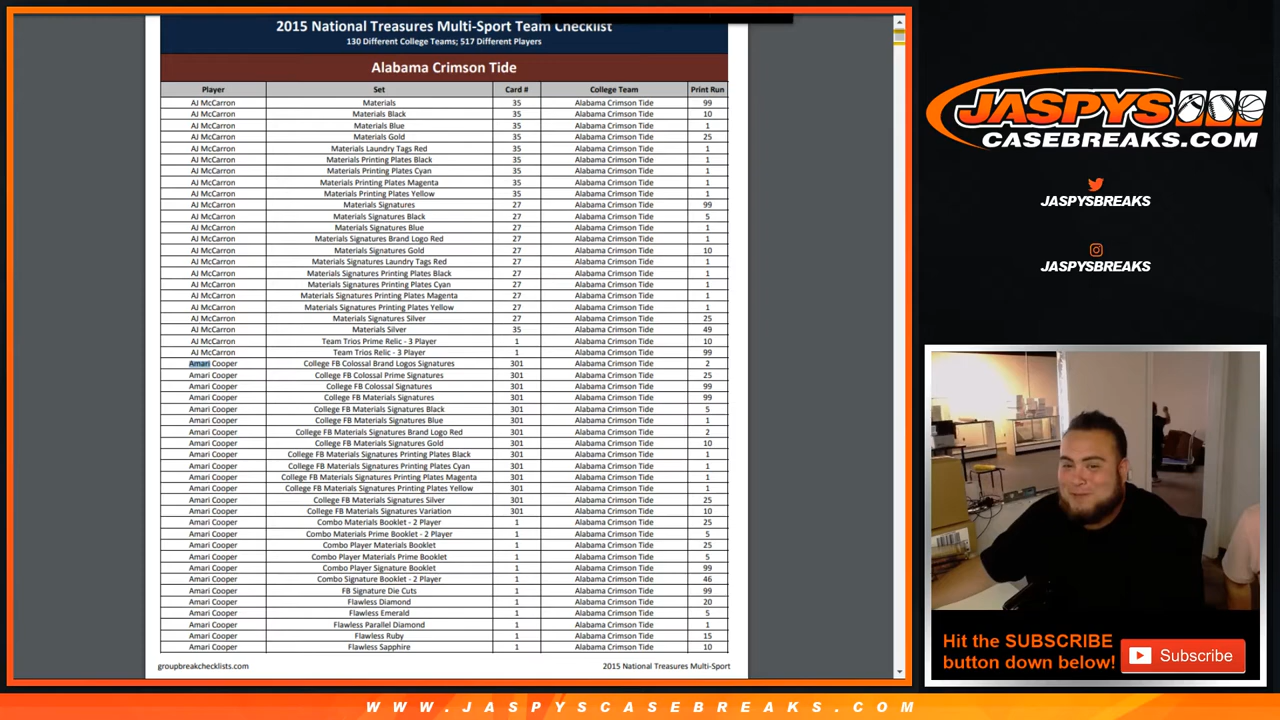 2015 National Treasures Multi-Sport Team Checklist
130 Different College Teams; 517 Different Players
Alabama Crimson Tide
Player Set Card # College Team Print Run
AJ McCarron Materials 35 Alabama Crimson Tide 99
AJ McCarron Materials Black 35 Alabama Crimson Tide 10
AJ McCarron Materials Blue 35 Alabama Crimson Tide 1
AJ McCarron Materials Gold 35 Alabama Crimson Tide 25
AJ McCarron Materials Laundry Tags Red 35 Alabama Crimson Tide 1
AJ McCarron Materials Printing Plates Black 35 Alabama Crimson Tide 1
AJ McCarron Materials Printing Plates Cyan 35 Alabama Crimson Tide 1
AJ McCarron Materials Printing Plates Magenta 35 Alabama Crimson Tide 1
AJ McCarron Materials Printing Plates Yellow 35 Alabama Crimson Tide 1
AJ McCarron Materials Signatures 27 Alabama Crimson Tide 99
AJ McCarron Materials Signatures Black 27 Alabama Crimson Tide 5
AJ McCarron Materials Signatures Blue 27 Alabama Crimson Tide 1
AJ McCarron Materials Signatures Brand Logo Red 27 Alabama Crimson Tide 1
AJ McCarron Materials Signatures Gold 27 Alabama Crimson Tide 10
AJ McCarron Materials Signatures Laundry Tags Red 27 Alabama Crimson Tide 1
AJ McCarron Materials Signatures Printing Plates Black 27 Alabama Crimson Tide 1
AJ McCarron Materials Signatures Printing Plates Cyan 27 Alabama Crimson Tide 1
AJ McCarron Materials Signatures Printing Plates Magenta 27 Alabama Crimson Tide 1
AJ McCarron Materials Signatures Printing Plates Yellow 27 Alabama Crimson Tide 1
AJ McCarron Materials Signatures Silver 27 Alabama Crimson Tide 25
AJ McCarron Materials Silver 35 Alabama Crimson Tide 49
AJ McCarron Team Trios Prime Relic - 3 Player 1 Alabama Crimson Tide 10
AJ McCarron Team Trios Relic - 3 Player 1 Alabama Crimson Tide 99
Amari Cooper College FB Colossal Brand Logos Signatures 301 Alabama Crimson Tide 2
Amari Cooper College FB Colossal Prime Signatures 301 Alabama Crimson Tide 25
Amari Cooper College FB Colossal Signatures 301 Alabama Crimson Tide 99
Amari Cooper College FB Materials Signatures 301 Alabama Crimson Tide 99
Amari Cooper College FB Materials Signatures Black 301 Alabama Crimson Tide 5
Amari Cooper College FB Materials Signatures Blue 301 Alabama Crimson Tide 1
Amari Cooper College FB Materials Signatures Brand Logo Red 301 Alabama Crimson Tide 2
Amari Cooper College FB Materials Signatures Gold 301 Alabama Crimson Tide 10
Amari Cooper College FB Materials Signatures Printing Plates Black 301 Alabama Crimson Tide 1
Amari Cooper College FB Materials Signatures Printing Plates Cyan 301 Alabama Crimson Tide 1
Amari Cooper College FB Materials Signatures Printing Plates Magenta 301 Alabama Crimson Tide 1
Amari Cooper College FB Materials Signatures Printing Plates Yellow 301 Alabama Crimson Tide 1
Amari Cooper College FB Materials Signatures Silver 301 Alabama Crimson Tide 25
Amari Cooper College FB Materials Signatures Variation 301 Alabama Crimson Tide 10
Amari Cooper Combo Materials Booklet - 2 Player 1 Alabama Crimson Tide 25
Amari Cooper Combo Materials Prime Booklet - 2 Player 1 Alabama Crimson Tide 5
Amari Cooper Combo Player Materials Booklet 1 Alabama Crimson Tide 25
Amari Cooper Combo Player Materials Prime Booklet 1 Alabama Crimson Tide 5
Amari Cooper Combo Player Signature Booklet 1 Alabama Crimson Tide 99
Amari Cooper Combo Signature Booklet - 2 Player 1 Alabama Crimson Tide 46
Amari Cooper FB Signature Die Cuts 1 Alabama Crimson Tide 99
Amari Cooper Flawless Diamond 1 Alabama Crimson Tide 20
Amari Cooper Flawless Emerald 1 Alabama Crimson Tide 5
Amari Cooper Flawless Parallel Diamond 1 Alabama Crimson Tide 1
Amari Cooper Flawless Ruby 1 Alabama Crimson Tide 15
Amari Cooper Flawless Sapphire 1 Alabama Crimson Tide 10
groupbreakchecklists.com 2015 National Treasures Multi-Sport
JASPYS
CASEBREAKS.COM
JASPYSBREAKS
JASPYSBREAKS
Hit the SUBSCRIBE
button down below!
Subscribe
WWW.JASPYSCASEBREAKS.COM